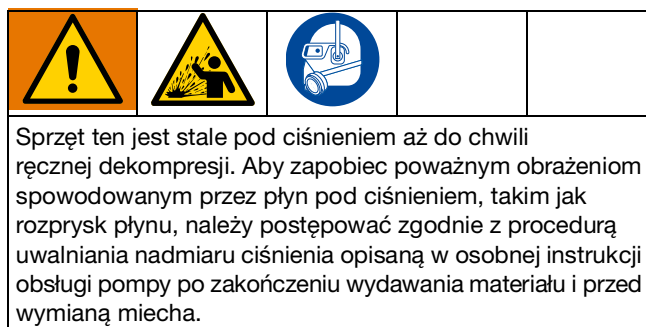 Sprzęt ten jest stale pod ciśnieniem aż do chwili
ręcznej dekompresji. Aby zapobiec poważnym obrażeniom
spowodowanym przez płyn pod ciśnieniem, takim jak
rozprysk płynu, należy postępować zgodnie z procedurą
uwalniania nadmiaru ciśnienia opisaną w osobnej instrukcji
obsługi pompy po zakończeniu wydawania materiału i przed
wymianą miecha.